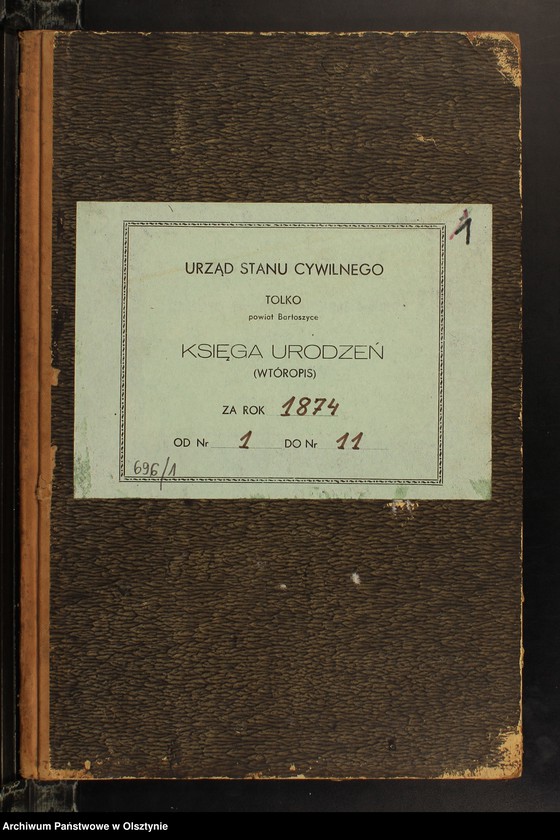 1
URZĄD STANU CYWILNEGO
TOLKO
powiat Bartoszyce
KSIĘGA URODZEŃ
(WTÓROPIS)
ZA ROK 1874
OD Nr 1 DO Nr 11
696/1
Archiwum Państwowe w Olsztynie